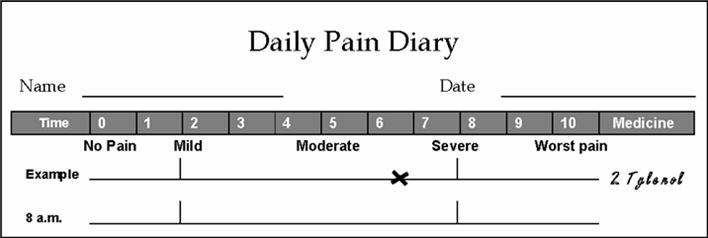 Daily Pain Diary
Name Date
Time 0 1 2 3 4 5 6 7 8 9 10 Medicine
No Pain Mild Moderate Severe Worst pain
Example 2 Tylenol
8 a.m.